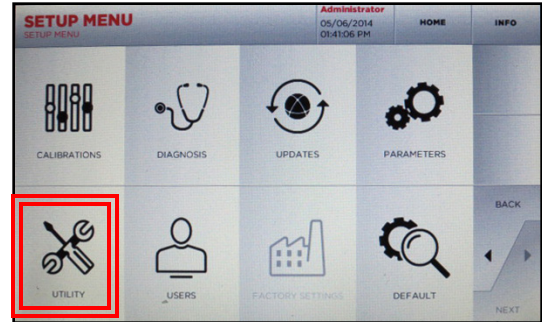 SETUP MENU
SETUP MENU
Administrator
05/06/2014
01:41:06 PM
HOME
INFO
CALIBRATIONS
DIAGNOSIS
UPDATES
PARAMETERS
UTILITY
USERS
FACTORY SETTINGS
DEFAULT
BACK
NEXT